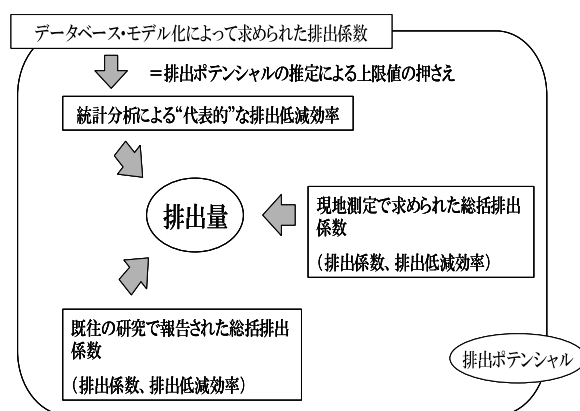 データベース・モデル化によって求められた排出係数
＝排出ポテンシャルの推定による上限値の押さえ
統計分析による“代表的”な排出低減効率
排出量
現地測定で求められた総括排出
係数
（排出係数、排出低減効率）
既往の研究で報告された総括排出
係数
（排出係数、排出低減効率）
排出ポテンシャル